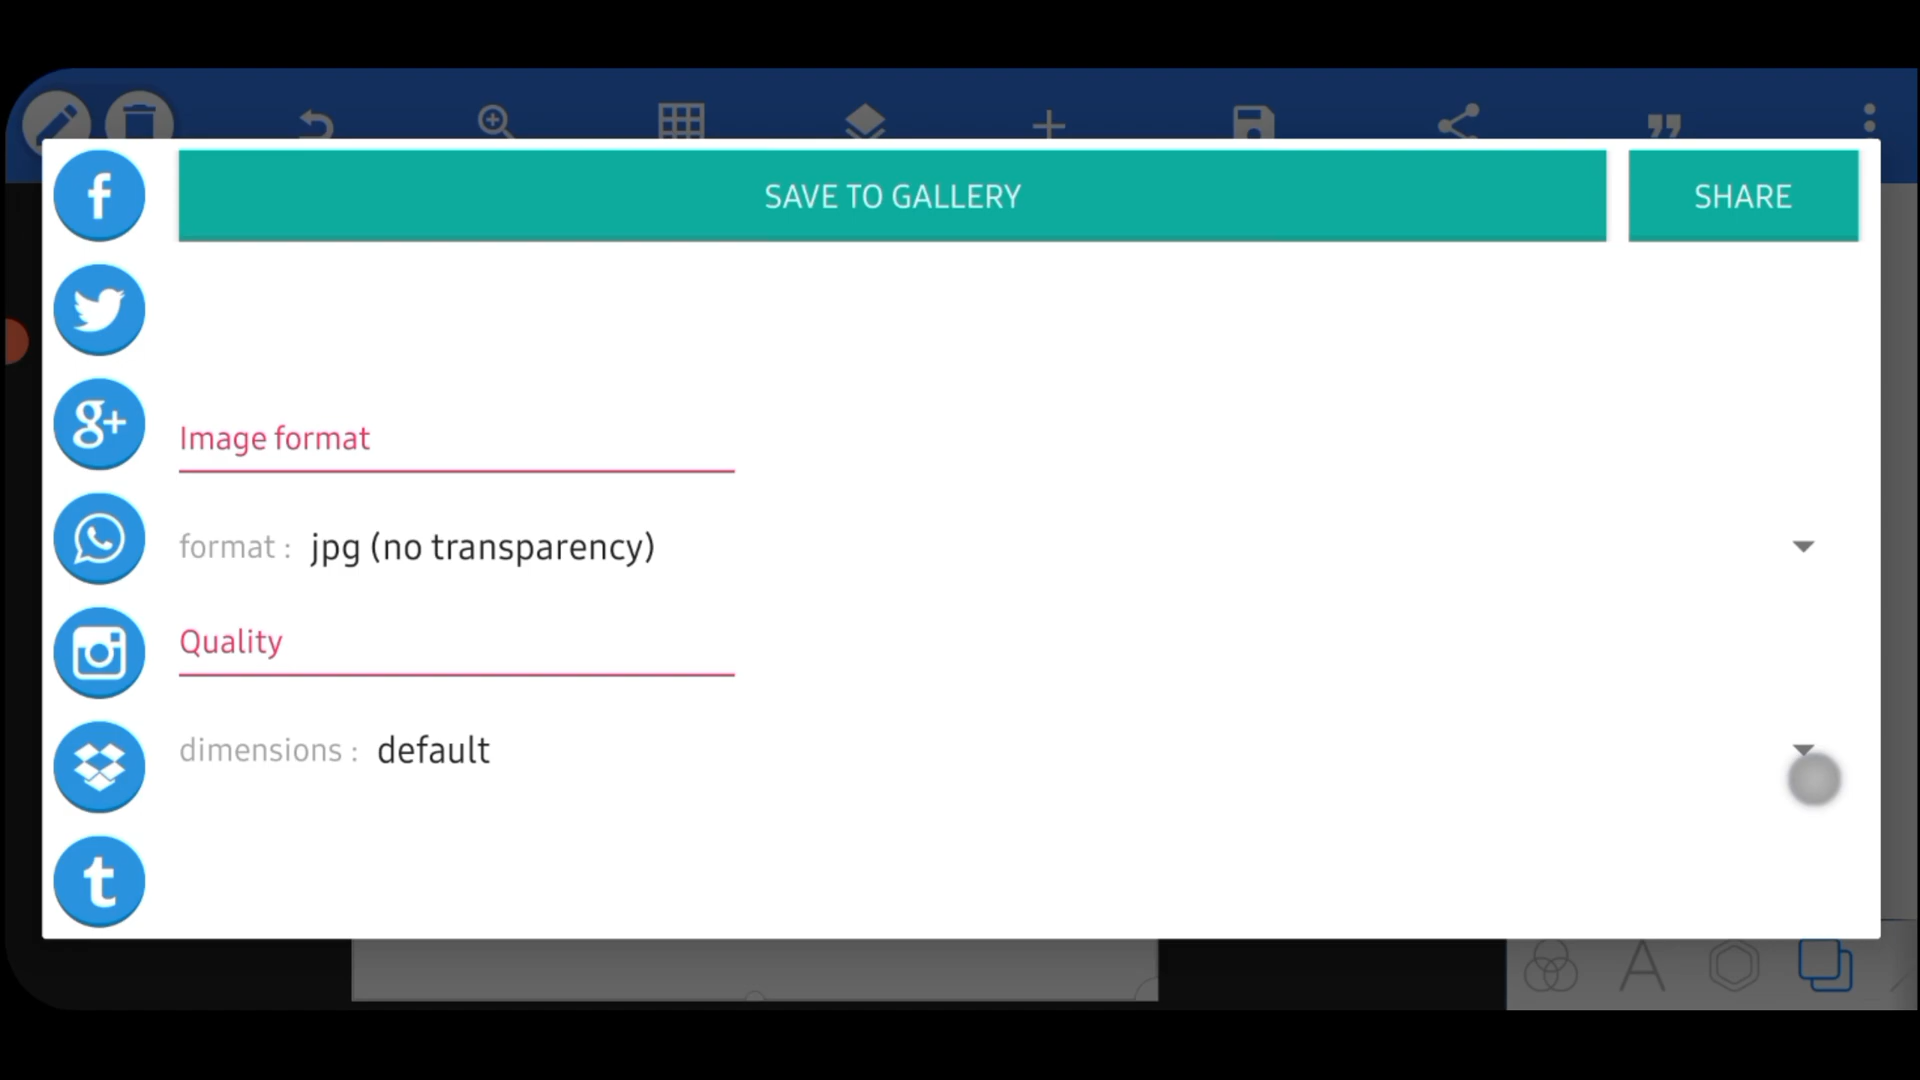 SAVE TO GALLERY
SHARE
Image format
format : jpg (no transparency)
Quality
dimensions : default